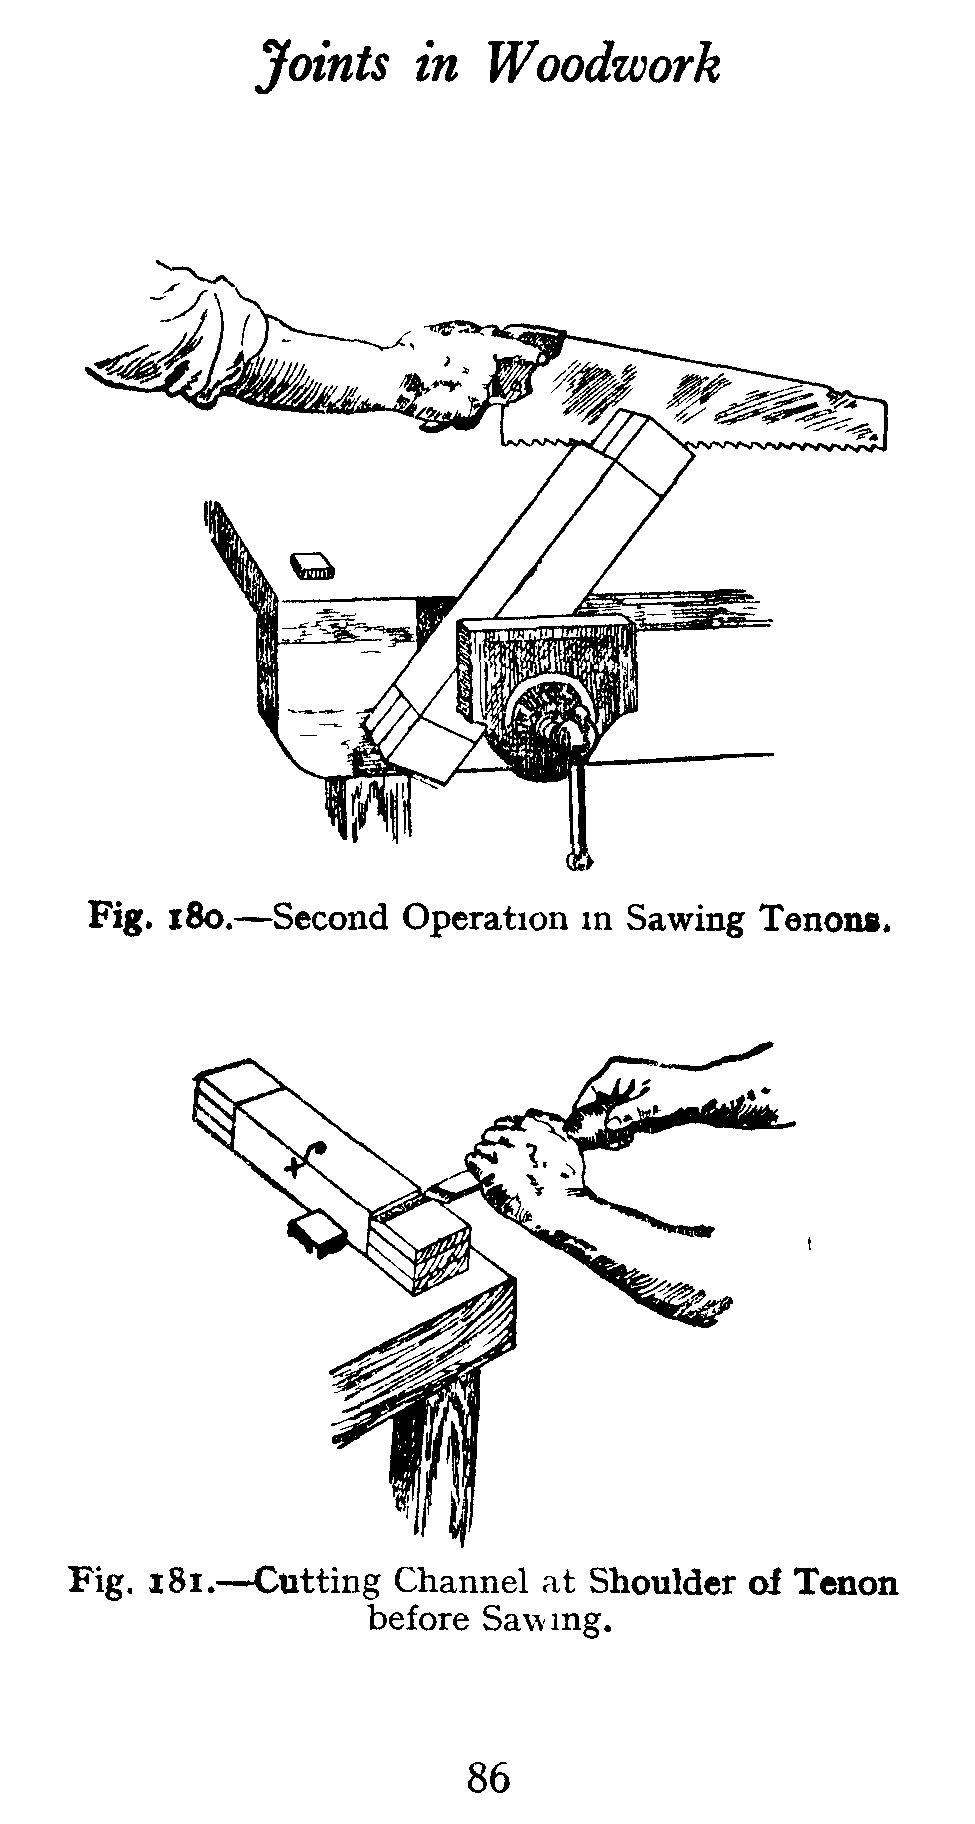 Joints in Woodwork
Fig. 180.—Second Operation in Sawing Tenons.
Fig. 181.—Cutting Channel at Shoulder of Tenon
before Sawing.
86